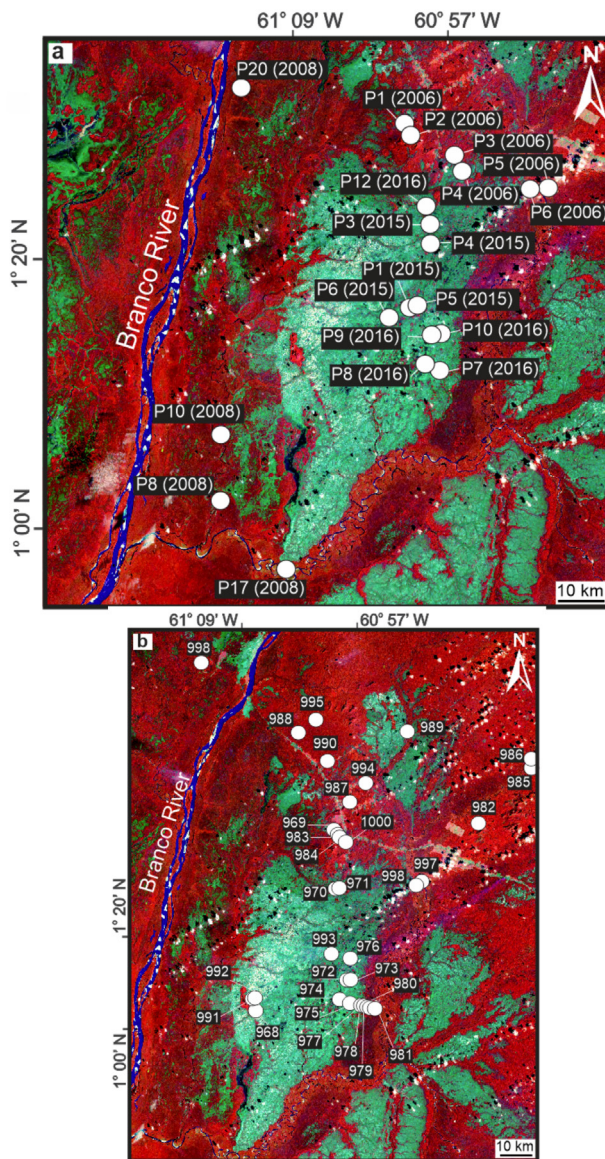 61° 09' W
60° 57' W
a
N
P20 (2008)
P1 (2006)
P2 (2006)
P3 (2006)
P5 (2006)
P12 (2016)
P4 (2006)
P6 (2006)
P3 (2015)
1° 20' N
P4 (2015)
Branco River
P1 (2015)
P6 (2015)
P5 (2015)
P9 (2016)
P10 (2016)
P8 (2016)
P7 (2016)
P10 (2008)
P8 (2008)
1° 00' N
P17 (2008)
10 km
61° 09' W
60° 57' W
b
N
998
995
988
989
990
986
994
985
987
982
969
1000
983
984
Branco River
997
971
998
970
1° 20' N
993
976
972
973
992
974
980
991
975
968
977
978
981
979
1° 00' N
10 km